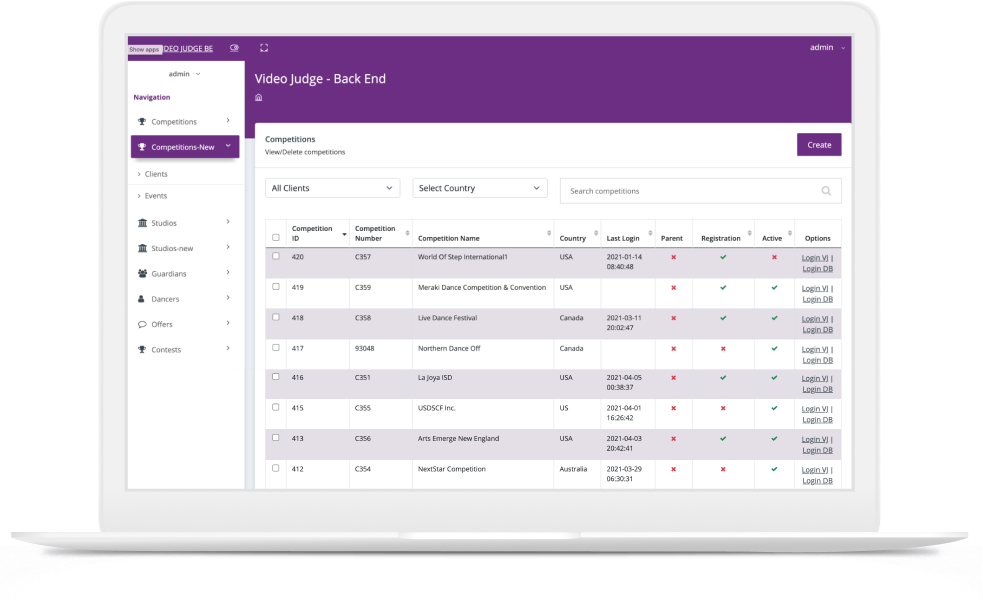 Show apps DEO JUDGE BE
admin
admin
Navigation
Competitions
Competitions-New
Clients
Events
Studios
Studios-new
Guardians
Dancers
Offers
Contests
Video Judge - Back End
Competitions
View/Delete competitions
Create
All Clients
Select Country
Search competitions
Competition ID Competition Number Competition Name Country Last Login Parent Registration Active Options
420 C357 World Of Step International1 USA 2021-01-14 Login VJ |
08:40:48 Login DB
419 C359 Meraki Dance Competition & Convention USA Login VJ |
Login DB
418 C358 Live Dance Festival Canada 2021-03-11 Login VJ |
20:02:47 Login DB
417 93048 Northern Dance Off Canada Login VJ |
Login DB
416 C351 La Joya ISD USA 2021-04-05 Login VJ |
00:38:37 Login DB
415 C355 USDSCF Inc. US 2021-04-01 Login VJ |
16:26:42 Login DB
413 C356 Arts Emerge New England USA 2021-04-03 Login VJ |
20:42:41 Login DB
412 C354 NextStar Competition Australia 2021-03-29 Login VJ |
06:30:31 Login DB